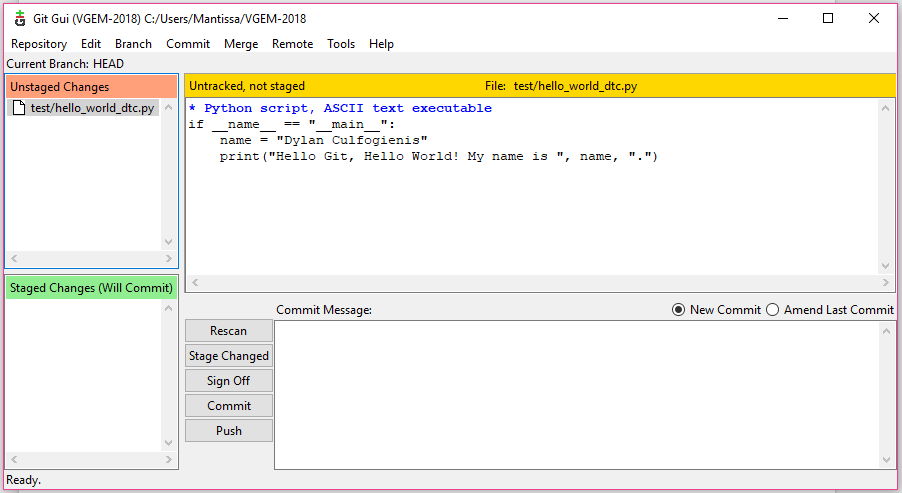 Git Gui (VGEM-2018) C:/Users/Mantissa/VGEM-2018
Repository Edit Branch Commit Merge Remote Tools Help
Current Branch: HEAD
Unstaged Changes
test/hello_world_dtc.py
Untracked, not staged File: test/hello_world_dtc.py
* Python script, ASCII text executable
if __name__ == "__main__":
    name = "Dylan Culfogienis"
    print("Hello Git, Hello World! My name is ", name, ".")
Staged Changes (Will Commit)
Commit Message: New Commit Amend Last Commit
Rescan
Stage Changed
Sign Off
Commit
Push
Ready.